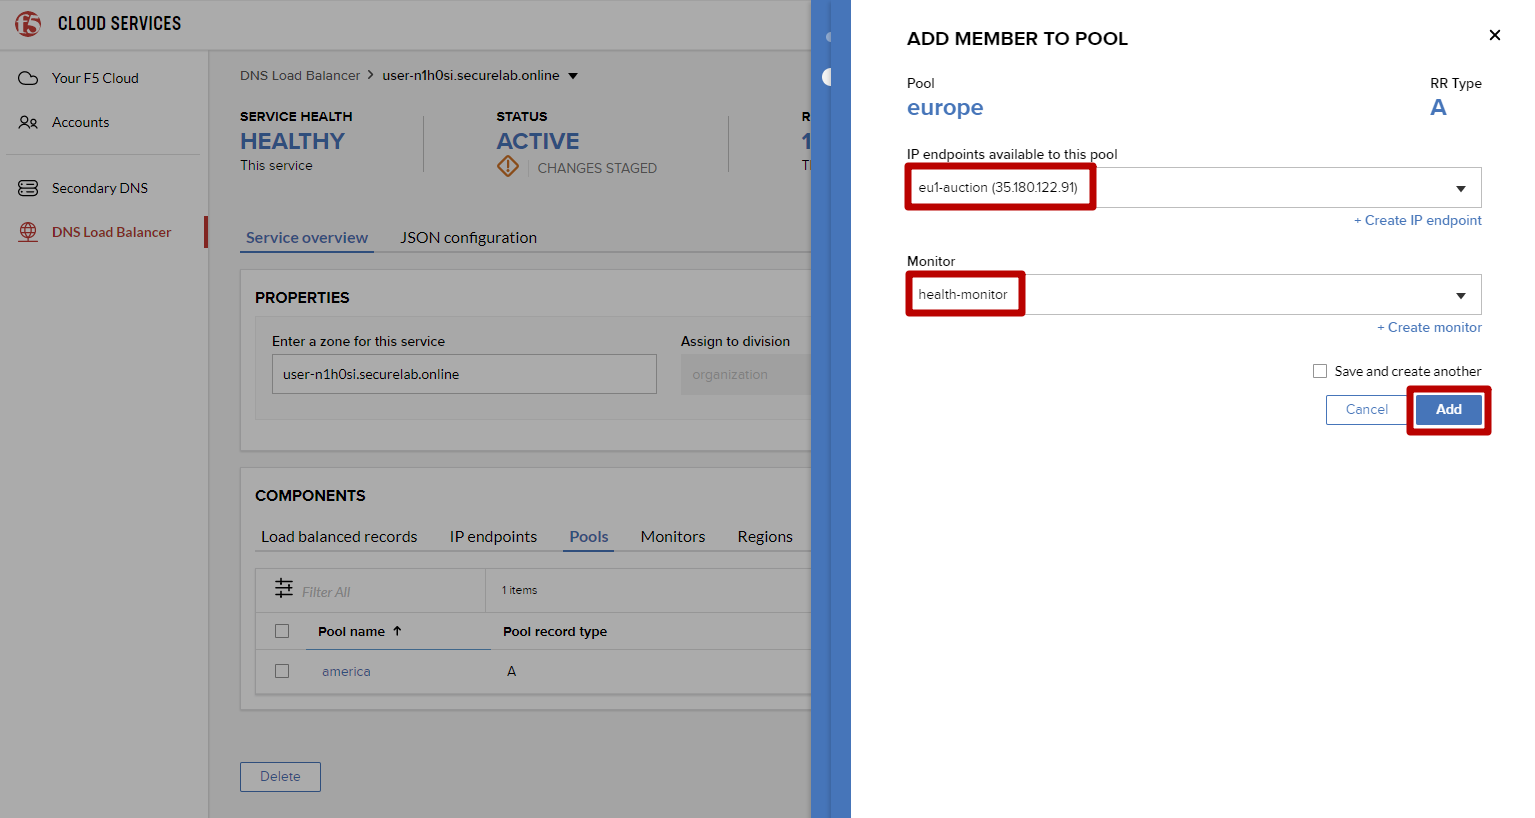 f5 CLOUD SERVICES
Your F5 Cloud
Accounts
Secondary DNS
DNS Load Balancer
DNS Load Balancer > user-n1h0si.securelab.online
SERVICE HEALTH
HEALTHY
This service
STATUS
ACTIVE
CHANGES STAGED
R
1
Service overview
JSON configuration
PROPERTIES
Enter a zone for this service
user-n1h0si.securelab.online
Assign to division
organization
COMPONENTS
Load balanced records IP endpoints Pools Monitors Regions
Filter All
1 items
Pool name ↑ Pool record type
america A
Delete
ADD MEMBER TO POOL
Pool
europe
RR Type
A
IP endpoints available to this pool
eu1-auction (35.180.122.91)
+ Create IP endpoint
Monitor
health-monitor
+ Create monitor
Save and create another
Cancel Add